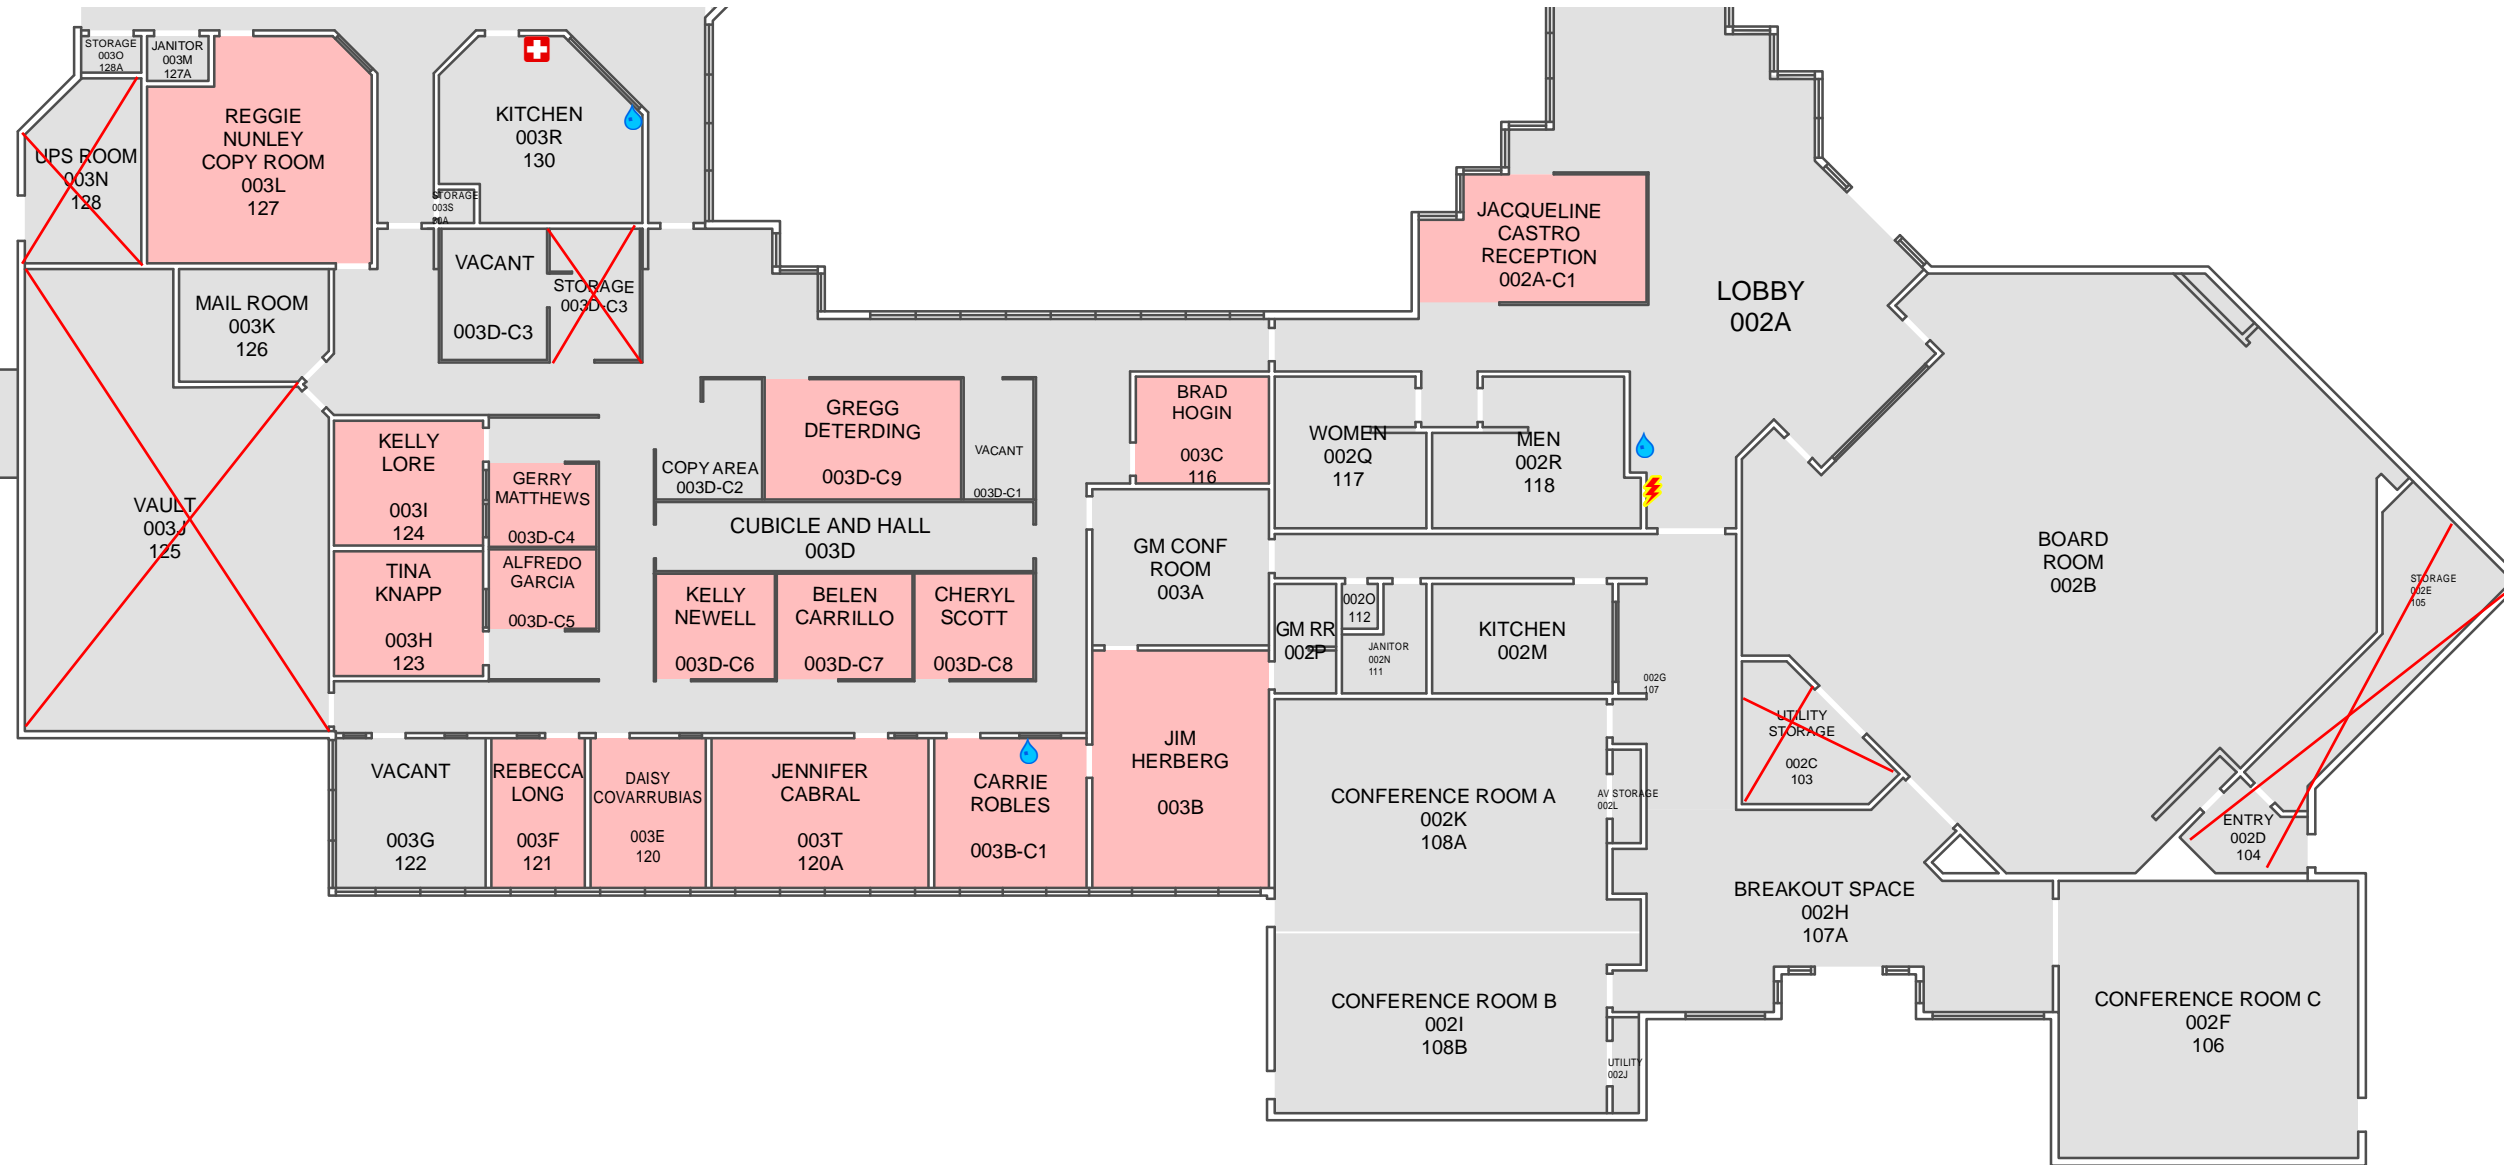 STORAGE
003O
128A
JANITOR
003M
127A
REGGIE
NUNLEY
COPY ROOM
003L
127
UPS ROOM
003N
128
KITCHEN
003R
130
STORAGE
003S
VACANT
003D-C3
STORAGE
003D-C3
MAIL ROOM
003K
126
VAULT
003J
125
JACQUELINE
CASTRO
RECEPTION
002A-C1
LOBBY
002A
KELLY
LORE
003I
124
GERRY
MATTHEWS
003D-C4
TINA
KNAPP
003H
123
ALFREDO
GARCIA
003D-C5
COPY AREA
003D-C2
GREGG
DETERDING
003D-C9
VACANT
003D-C1
BRAD
HOGIN
003C
116
WOMEN
002Q
117
MEN
002R
118
CUBICLE AND HALL
003D
GM CONF
ROOM
003A
KELLY
NEWELL
003D-C6
BELEN
CARRILLO
003D-C7
CHERYL
SCOTT
003D-C8
GM RR
002P
002O
112
JANITOR
002N
111
KITCHEN
002M
002G
107
BOARD
ROOM
002B
STORAGE
002E
105
UTILITY
STORAGE
002C
103
ENTRY
002D
104
VACANT
003G
122
REBECCA
LONG
003F
121
DAISY
COVARRUBIAS
003E
120
JENNIFER
CABRAL
003T
120A
CARRIE
ROBLES
003B-C1
JIM
HERBERG
003B
CONFERENCE ROOM A
002K
108A
AV STORAGE
002L
BREAKOUT SPACE
002H
107A
CONFERENCE ROOM B
002I
108B
UTILITY
002J
CONFERENCE ROOM C
002F
106